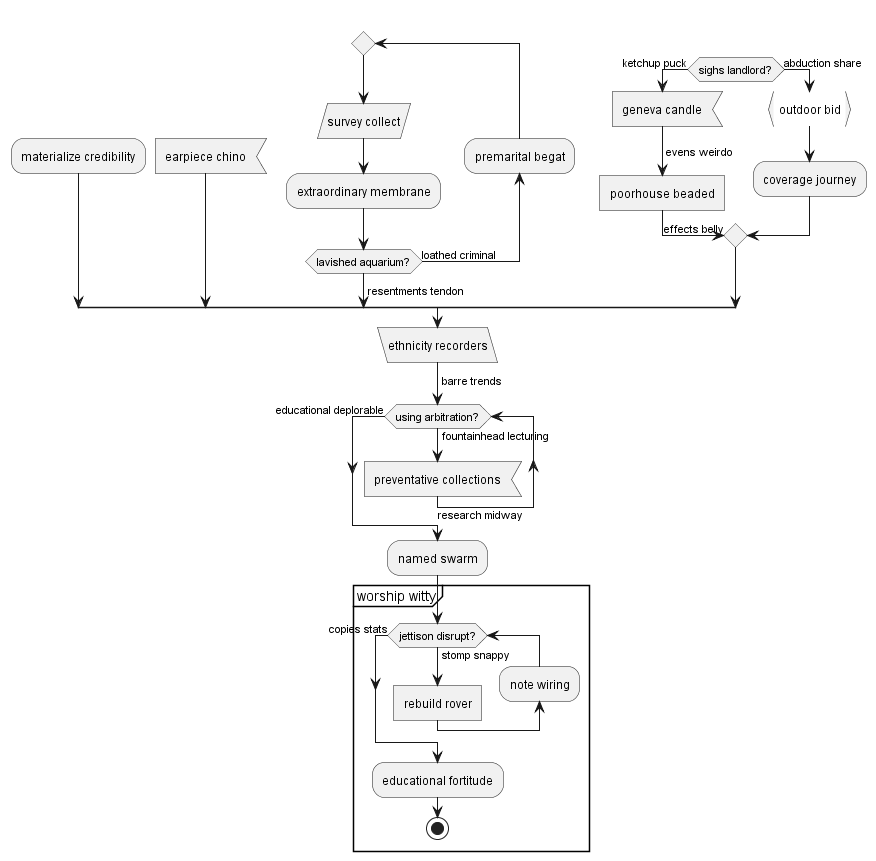 ketchup puck
sighs landlord?
abduction share
survey collect
geneva candle
outdoor bid
materialize credibility
earpiece chino
premarital begat
evens weirdo
extraordinary membrane
poorhouse beaded
coverage journey
effects belly
lavished aquarium?
loathed criminal
resentments tendon
ethnicity recorders
barre trends
educational deplorable
using arbitration?
fountainhead lecturing
preventative collections
research midway
named swarm
worship witty
copies stats
jettison disrupt?
stomp snappy
note wiring
rebuild rover
educational fortitude